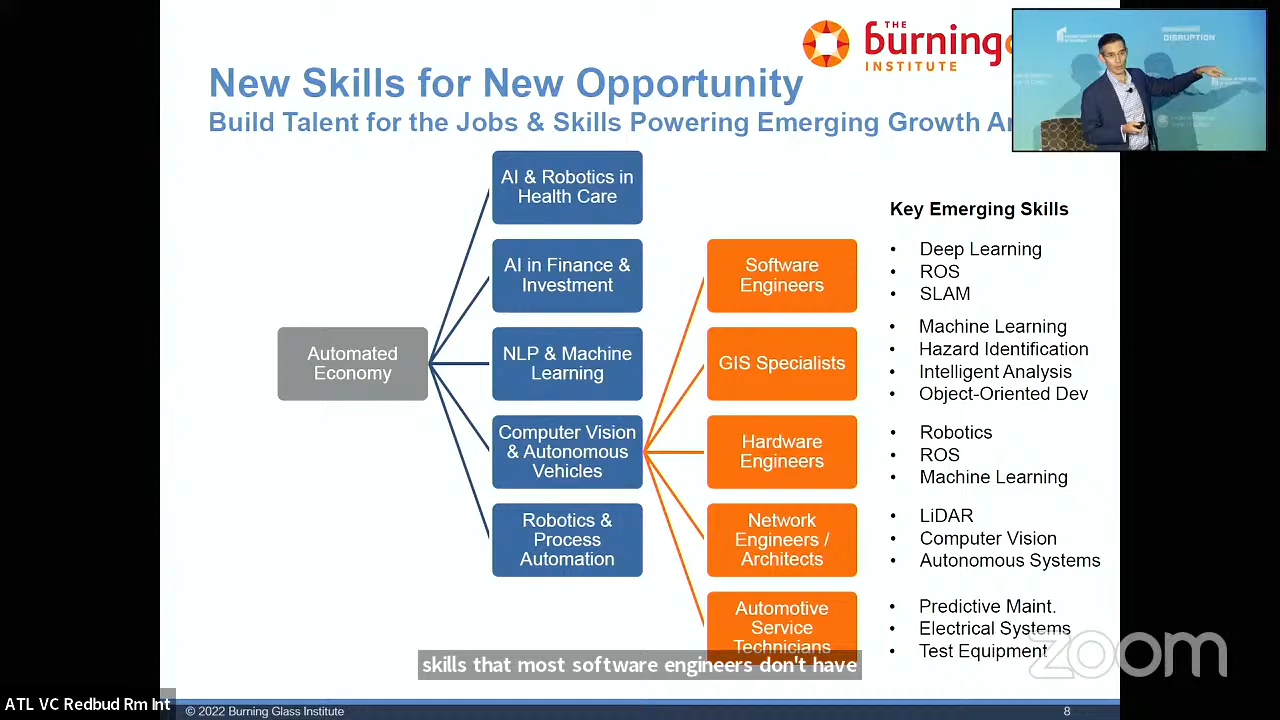 THE
burning
INSTITUTE
DISRUPTION
New Skills for New Opportunity
Build Talent for the Jobs & Skills Powering Emerging Growth
Automated
Economy
AI & Robotics in
Health Care
AI in Finance &
Investment
NLP & Machine
Learning
Computer Vision
& Autonomous
Vehicles
Robotics &
Process
Automation
Software
Engineers
GIS Specialists
Hardware
Engineers
Network
Engineers /
Architects
Automotive
Service
Technicians
Key Emerging Skills
• Deep Learning
• ROS
• SLAM
• Machine Learning
• Hazard Identification
• Intelligent Analysis
• Object-Oriented Dev
• Robotics
• ROS
• Machine Learning
• LiDAR
• Computer Vision
• Autonomous Systems
• Predictive Maint.
• Electrical Systems
• Test Equipment
zoom
skills that most software engineers don't have
ATL VC Redbud Rm Int
© 2022 Burning Glass Institute
8